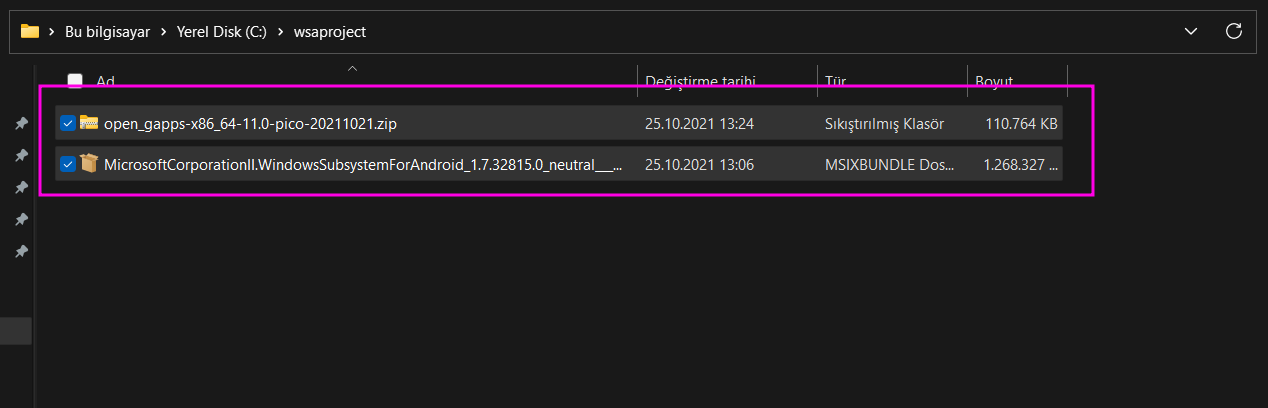 Bu bilgisayar > Yerel Disk (C:) > wsaproject
Ad Değiştirme tarihi Tür Boyut
open_gapps-x86_64-11.0-pico-20211021.zip 25.10.2021 13:24 Sıkıştırılmış Klasör 110.764 KB
MicrosoftCorporationII.WindowsSubsystemForAndroid_1.7.32815.0_neutral___... 25.10.2021 13:06 MSIXBUNDLE Dos... 1.268.327 ...